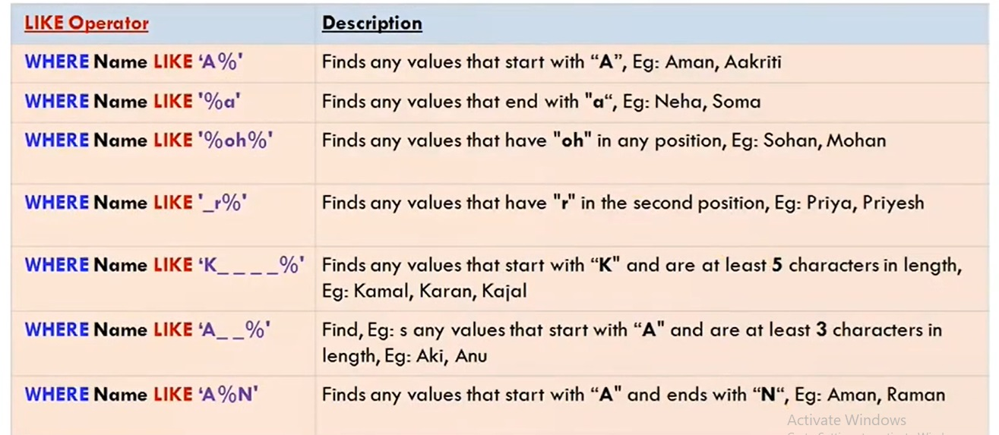 LIKE Operator Description
WHERE Name LIKE ‘A%' Finds any values that start with “A”, Eg: Aman, Aakriti
WHERE Name LIKE '%a' Finds any values that end with "a“, Eg: Neha, Soma
WHERE Name LIKE '%oh%' Finds any values that have "oh" in any position, Eg: Sohan, Mohan
WHERE Name LIKE '_r%' Finds any values that have "r" in the second position, Eg: Priya, Priyesh
WHERE Name LIKE ‘K_ _ _ _%' Finds any values that start with “K" and are at least 5 characters in length,
Eg: Kamal, Karan, Kajal
WHERE Name LIKE ‘A_ _%' Find, Eg: s any values that start with “A" and are at least 3 characters in
length, Eg: Aki, Anu
WHERE Name LIKE ‘A%N' Finds any values that start with “A" and ends with “N“, Eg: Aman, Raman
Activate Windows